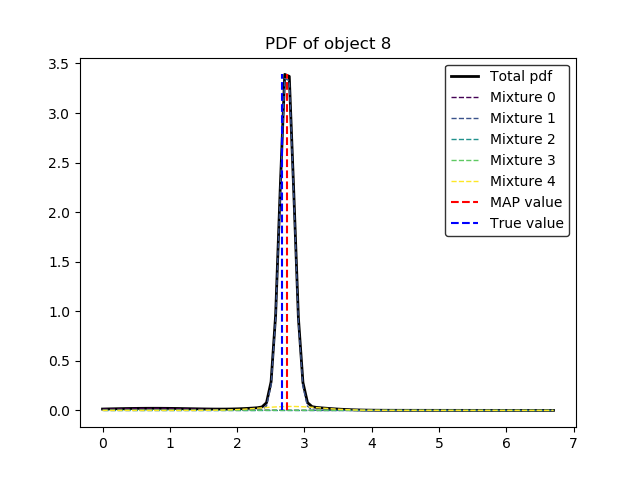 PDF of object 8
3.5
3.0
2.5
2.0
1.5
1.0
0.5
0.0
0 1 2 3 4 5 6 7
Total pdf
Mixture 0
Mixture 1
Mixture 2
Mixture 3
Mixture 4
MAP value
True value